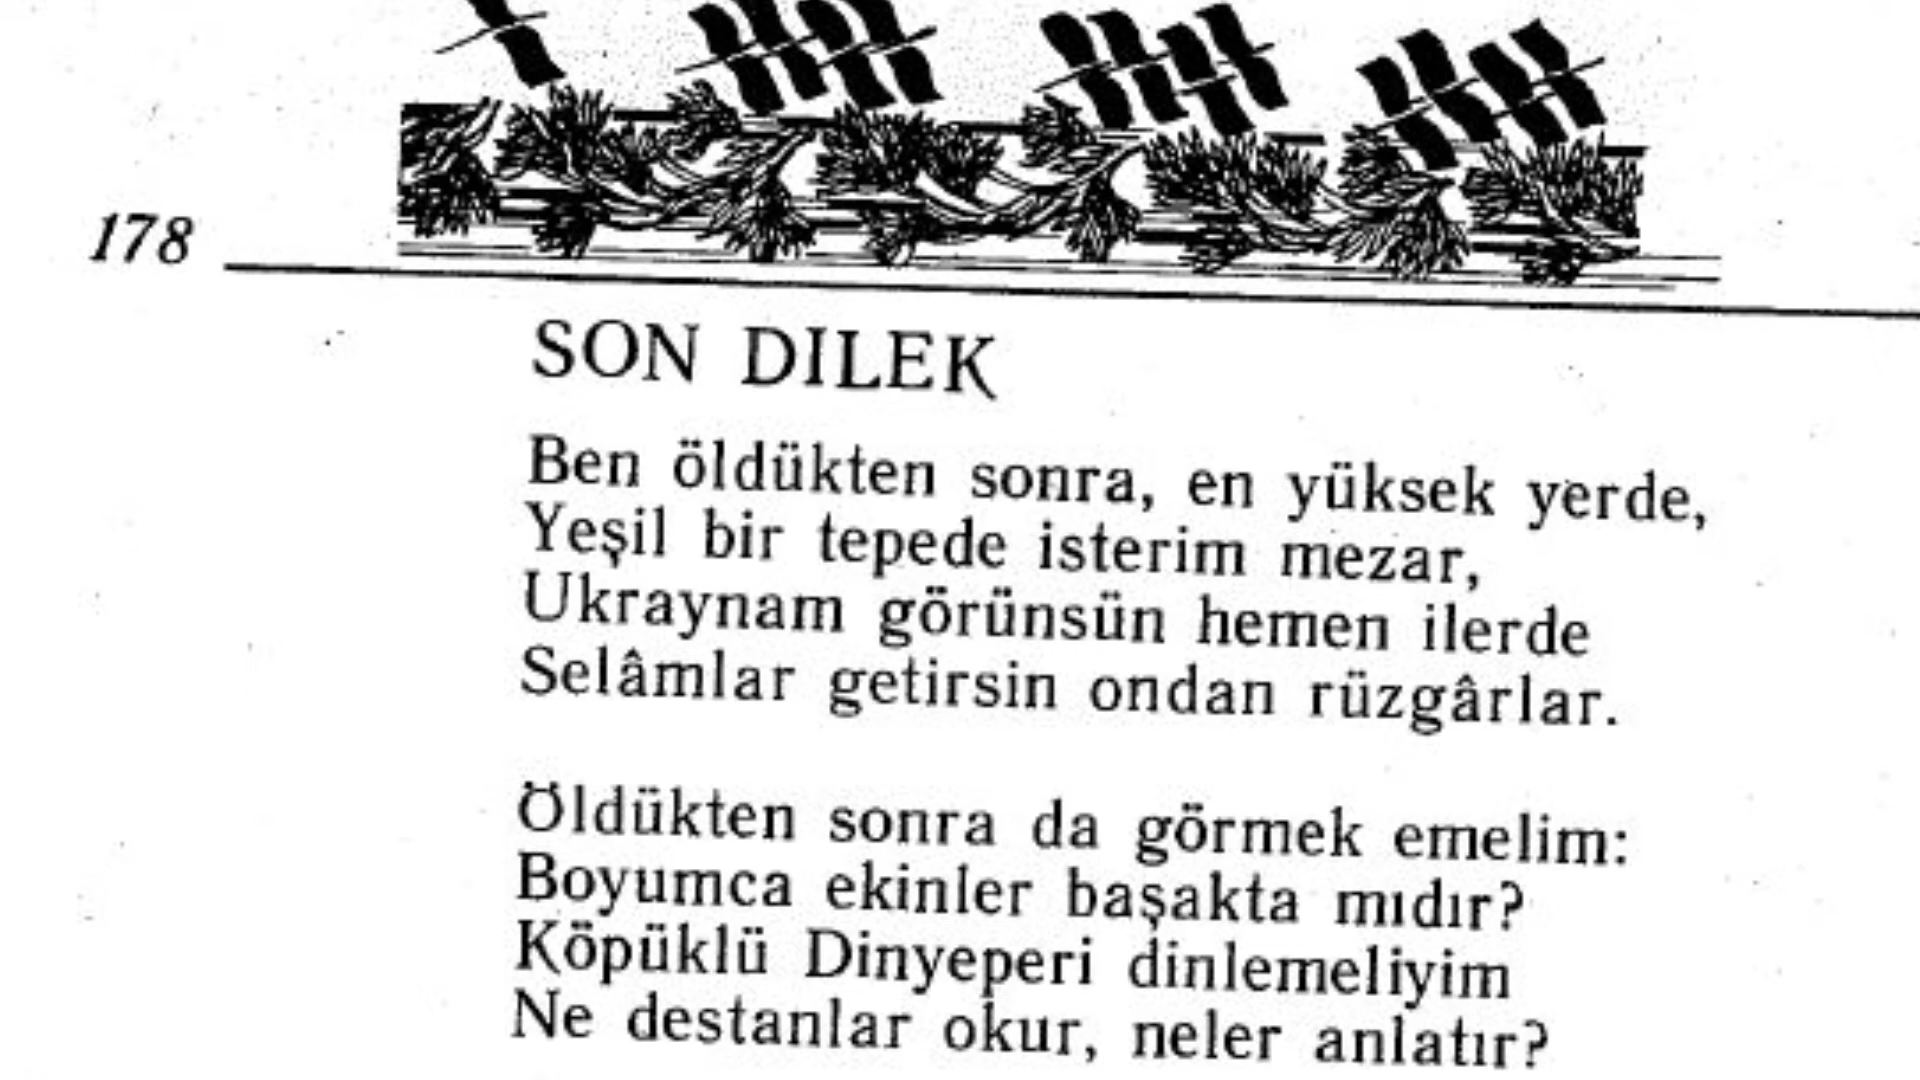 178
SON DILEK
Ben öldükten sonra, en yüksek yerde,
Yeşil bir tepede isterim mezar,
Ukraynam görünsün hemen ilerde
Selâmlar getirsin ondan rüzgârlar.
Öldükten sonra da görmek emelim:
Boyumca ekinler başakta mıdır?
Köpüklü Dinyeperi dinlemeliyim
Ne destanlar okur, neler anlatır?